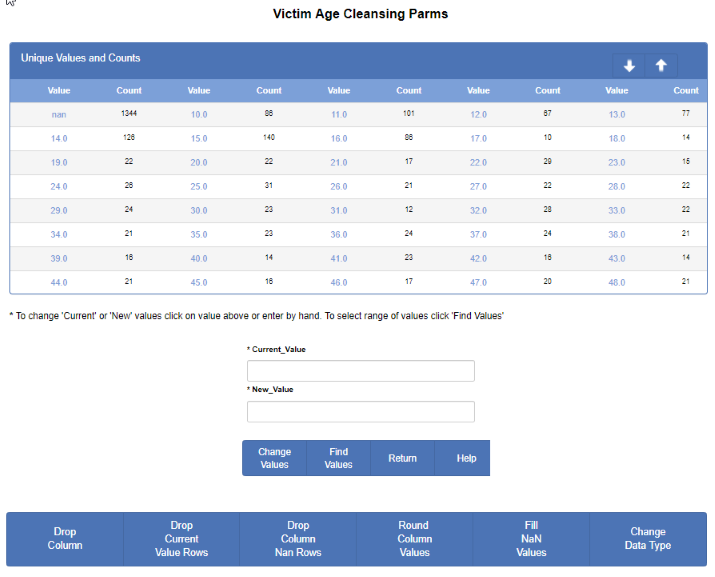 Victim Age Cleansing Parms
Unique Values and Counts
Value Count Value Count Value Count Value Count Value Count
nan 1344 10.0 86 11.0 101 12.0 87 13.0 77
14.0 126 15.0 140 16.0 86 17.0 10 18.0 14
19.0 22 20.0 22 21.0 17 22.0 29 23.0 15
24.0 26 25.0 31 26.0 21 27.0 22 28.0 22
29.0 24 30.0 23 31.0 12 32.0 28 33.0 22
34.0 21 35.0 23 36.0 24 37.0 24 38.0 21
39.0 16 40.0 14 41.0 23 42.0 16 43.0 14
44.0 21 45.0 16 46.0 17 47.0 20 48.0 21
* To change 'Current' or 'New' values click on value above or enter by hand. To select range of values click 'Find Values'
* Current_Value
* New_Value
Change
Values
Find
Values
Return
Help
Drop
Column
Drop
Current
Value Rows
Drop
Column
Nan Rows
Round
Column
Values
Fill
NaN
Values
Change
Data Type